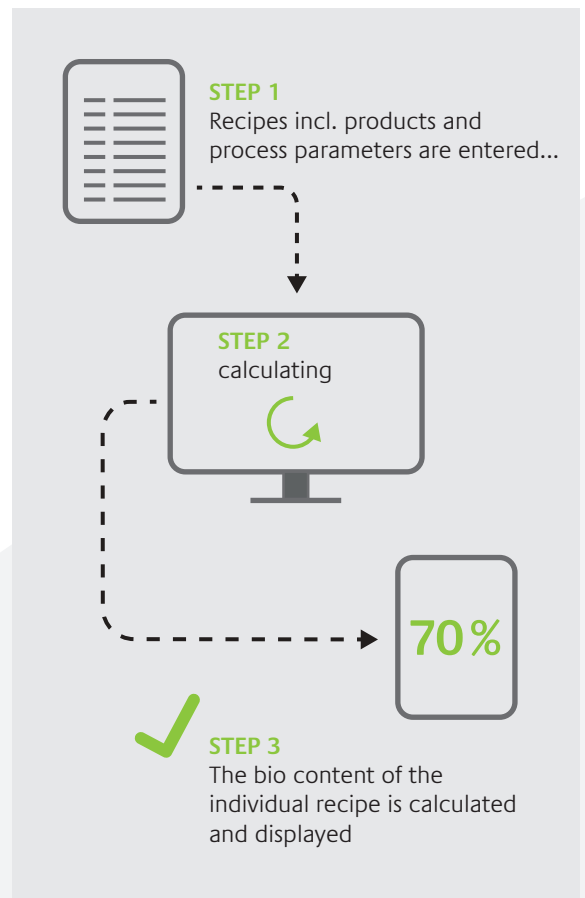 STEP 1
Recipes incl. products and
process parameters are entered...
STEP 2
calculating
70%
STEP 3
The bio content of the
individual recipe is calculated
and displayed